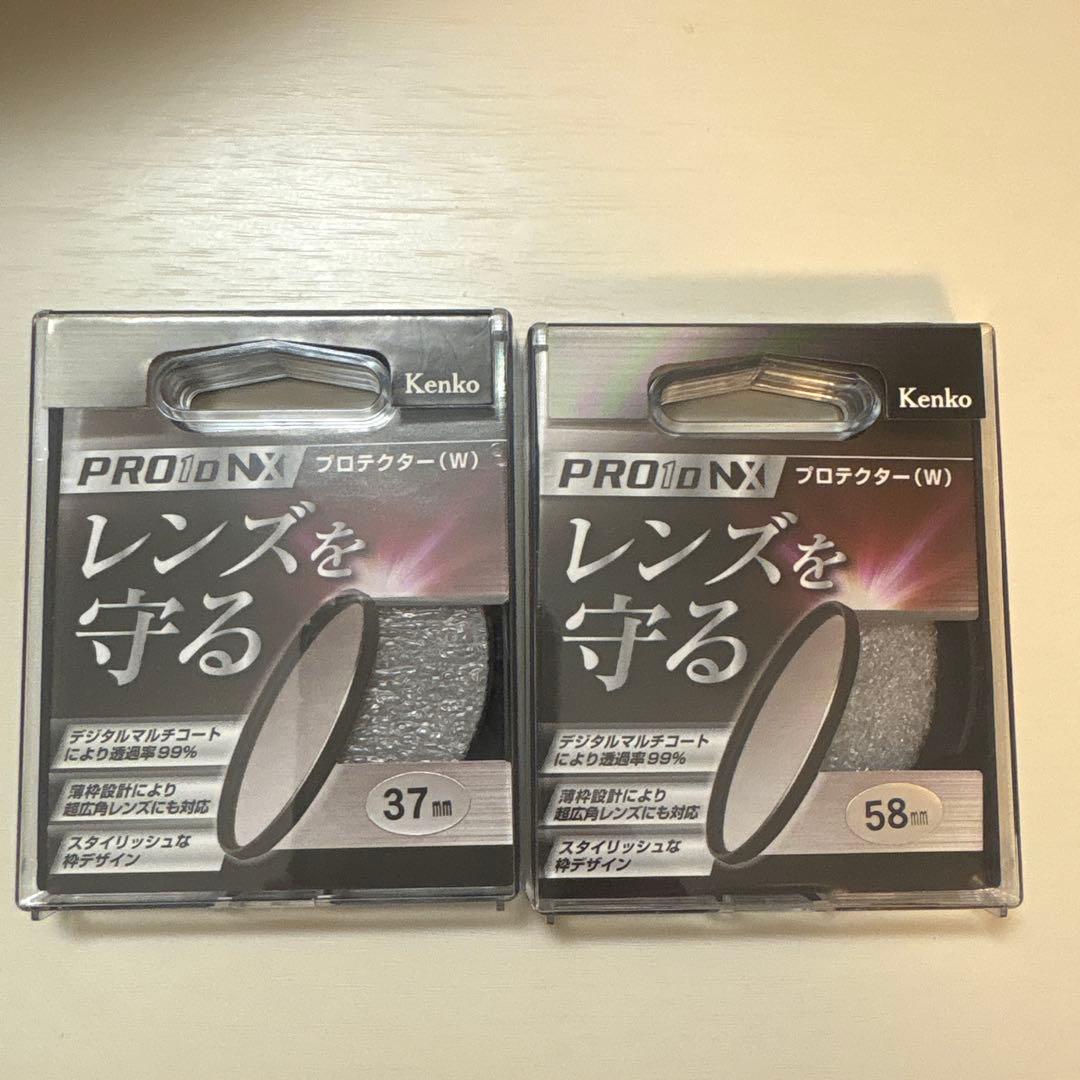 Kenko
PRO1D NX プロテクター(W)
レンズを
守る
デジタルマルチコート
により透過率99%
薄枠設計により
超広角レンズにも対応
スタイリッシュな
枠デザイン
37mm
Kenko
PRO1D NX プロテクター(W)
レンズを
守る
デジタルマルチコート
により透過率99%
薄枠設計により
超広角レンズにも対応
スタイリッシュな
枠デザイン
58mm